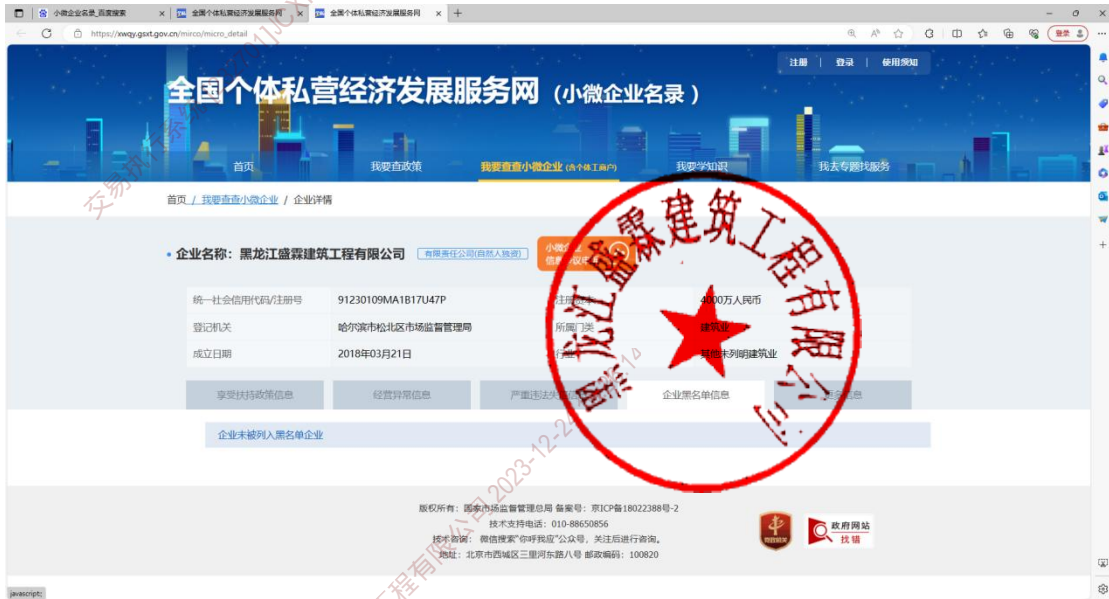 小微企业名录_百度搜索
全国个体私营经济发展服务网
全国个体私营经济发展服务网
https://xwqy.gsxt.gov.cn/mirco/micro_detail
登录
注册 | 登录 | 使用须知
全国个体私营经济发展服务网（小微企业名录）
首页 我要查政策 我要查查小微企业(含个体工商户) 我要学知识 我去专题找服务
首页 / 我要查查小微企业 / 企业详情
企业名称：黑龙江盛霖建筑工程有限公司 有限责任公司(自然人独资)
统一社会信用代码/注册号 91230109MA1B17U47P 注册资本 4000万人民币
登记机关 哈尔滨市松北区市场监督管理局 所属门类 建筑业
成立日期 2018年03月21日 行业 其他未列明建筑业
享受扶持政策信息 经营异常信息 严重违法失 企业黑名单信息 信息
企业未被列入黑名单企业
黑龙江盛霖建筑工程有限公司
版权所有：国家市场监督管理总局 备案号：京ICP备18022388号-2
技术支持电话：010-88650856
技术咨询：微信搜索“你呼我应”公众号，关注后进行咨询。
地址：北京市西城区三里河东路八号 邮政编码：100820
党政机关
政府网站
找错
javascript:;